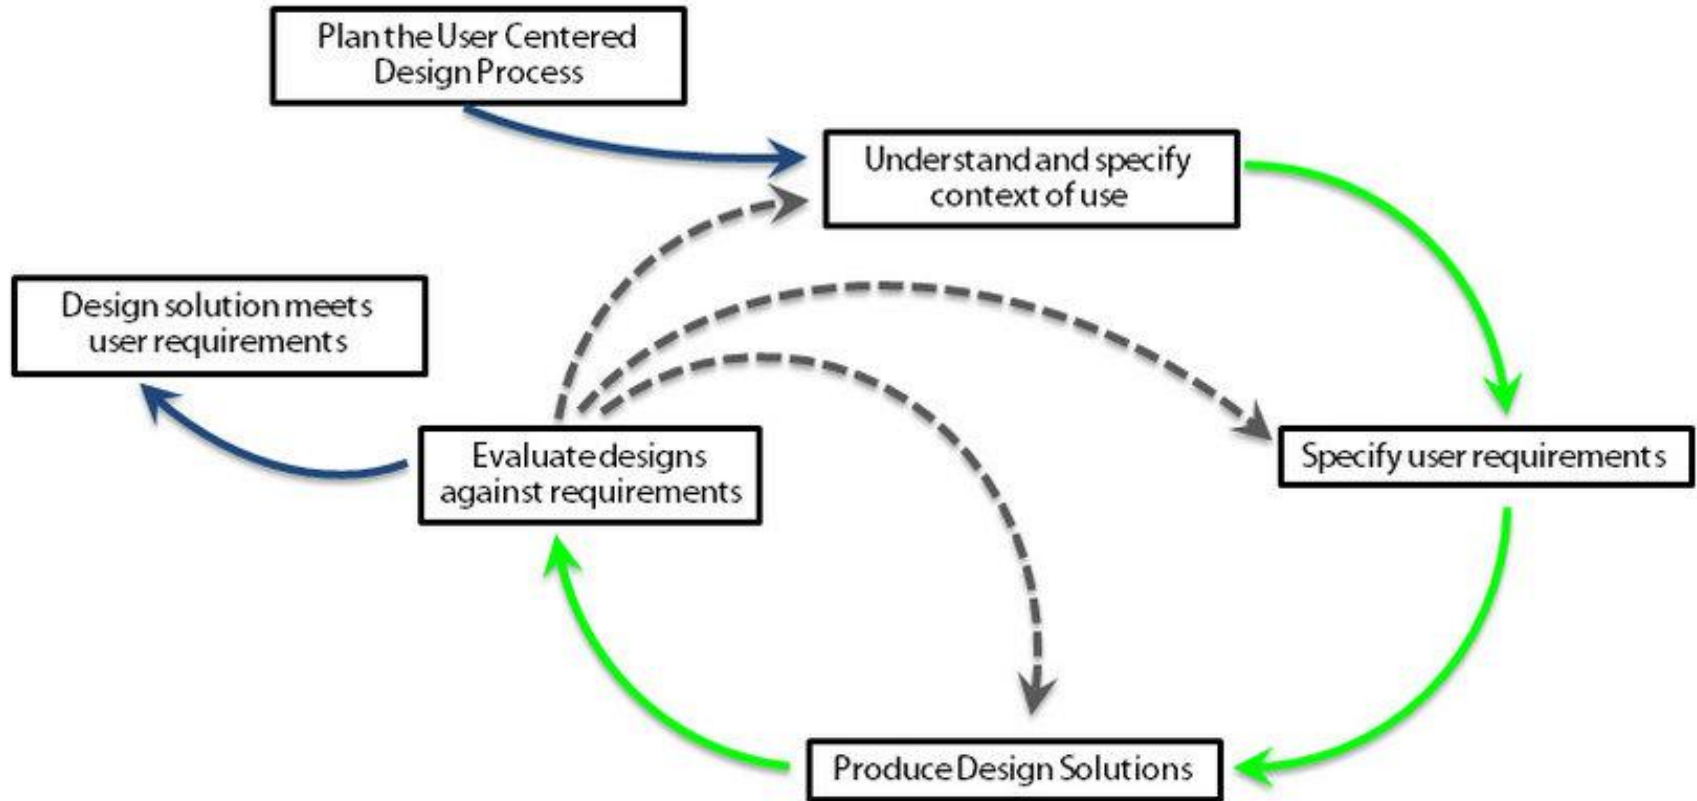 Plan the User Centered
Design Process
Understand and specify
context of use
Design solution meets
user requirements
Evaluate designs
against requirements
Specify user requirements
Produce Design Solutions